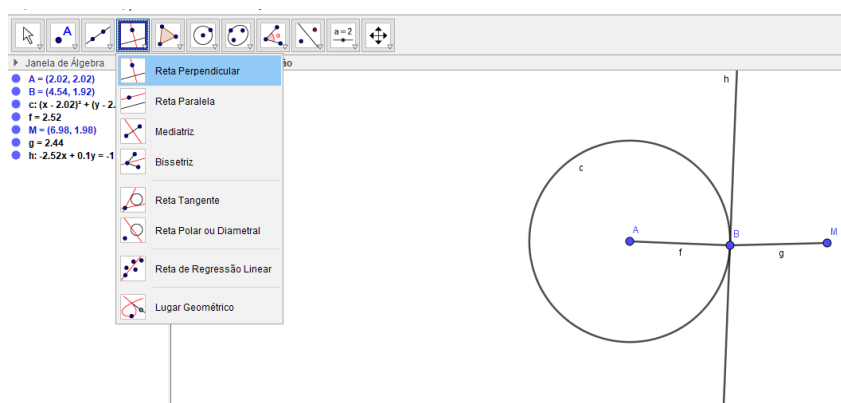 A
a=2
Janela de Álgebra
ão
A = (2.02, 2.02)
B = (4.54, 1.92)
c: (x - 2.02)² + (y - 2.
f = 2.52
M = (6.98, 1.98)
g = 2.44
h: -2.52x + 0.1y = -1
Reta Perpendicular
Reta Paralela
Mediatriz
Bissetriz
Reta Tangente
Reta Polar ou Diametral
Reta de Regressão Linear
Lugar Geométrico
h
c
A
B
M
f
g